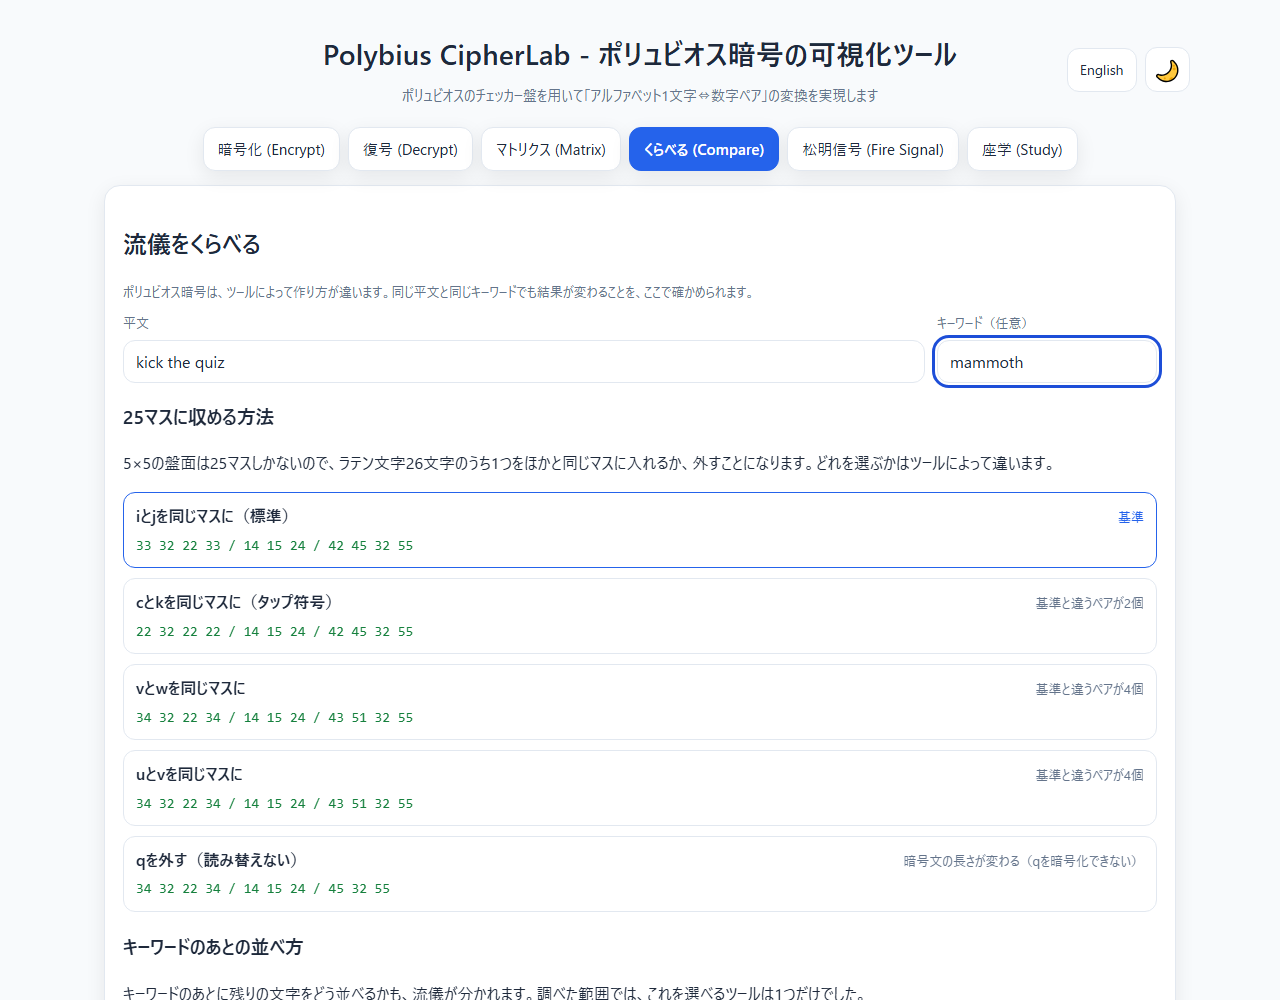 Polybius CipherLab - ポリュビオス暗号の可視化ツール
English
ポリュビオスのチェッカー盤を用いて「アルファベット1文字⇔数字ペア」の変換を実現します
暗号化 (Encrypt)
復号 (Decrypt)
マトリクス (Matrix)
くらべる (Compare)
松明信号 (Fire Signal)
座学 (Study)
流儀をくらべる
ポリュビオス暗号は、ツールによって作り方が違います。同じ平文と同じキーワードでも結果が変わることを、ここで確かめられます。
平文
キーワード（任意）
kick the quiz
mammoth
25マスに収める方法
5×5の盤面は25マスしかないので、ラテン文字26文字のうち1つをほかと同じマスに入れるか、外すことになります。どれを選ぶかはツールによって違います。
iとjを同じマスに（標準）
基準
33 32 22 33 / 14 15 24 / 42 45 32 55
cとkを同じマスに（タップ符号）
基準と違うペアが2個
22 32 22 22 / 14 15 24 / 42 45 32 55
vとwを同じマスに
基準と違うペアが4個
34 32 22 34 / 14 15 24 / 43 51 32 55
uとvを同じマスに
基準と違うペアが4個
34 32 22 34 / 14 15 24 / 43 51 32 55
qを外す（読み替えない）
暗号文の長さが変わる（qを暗号化できない）
34 32 22 34 / 14 15 24 / 45 32 55
キーワードのあとの並べ方
キーワードのあとに残りの文字をどう並べるかも、流儀が分かれます。調べた範囲では、これを選べるツールは1つだけでした。